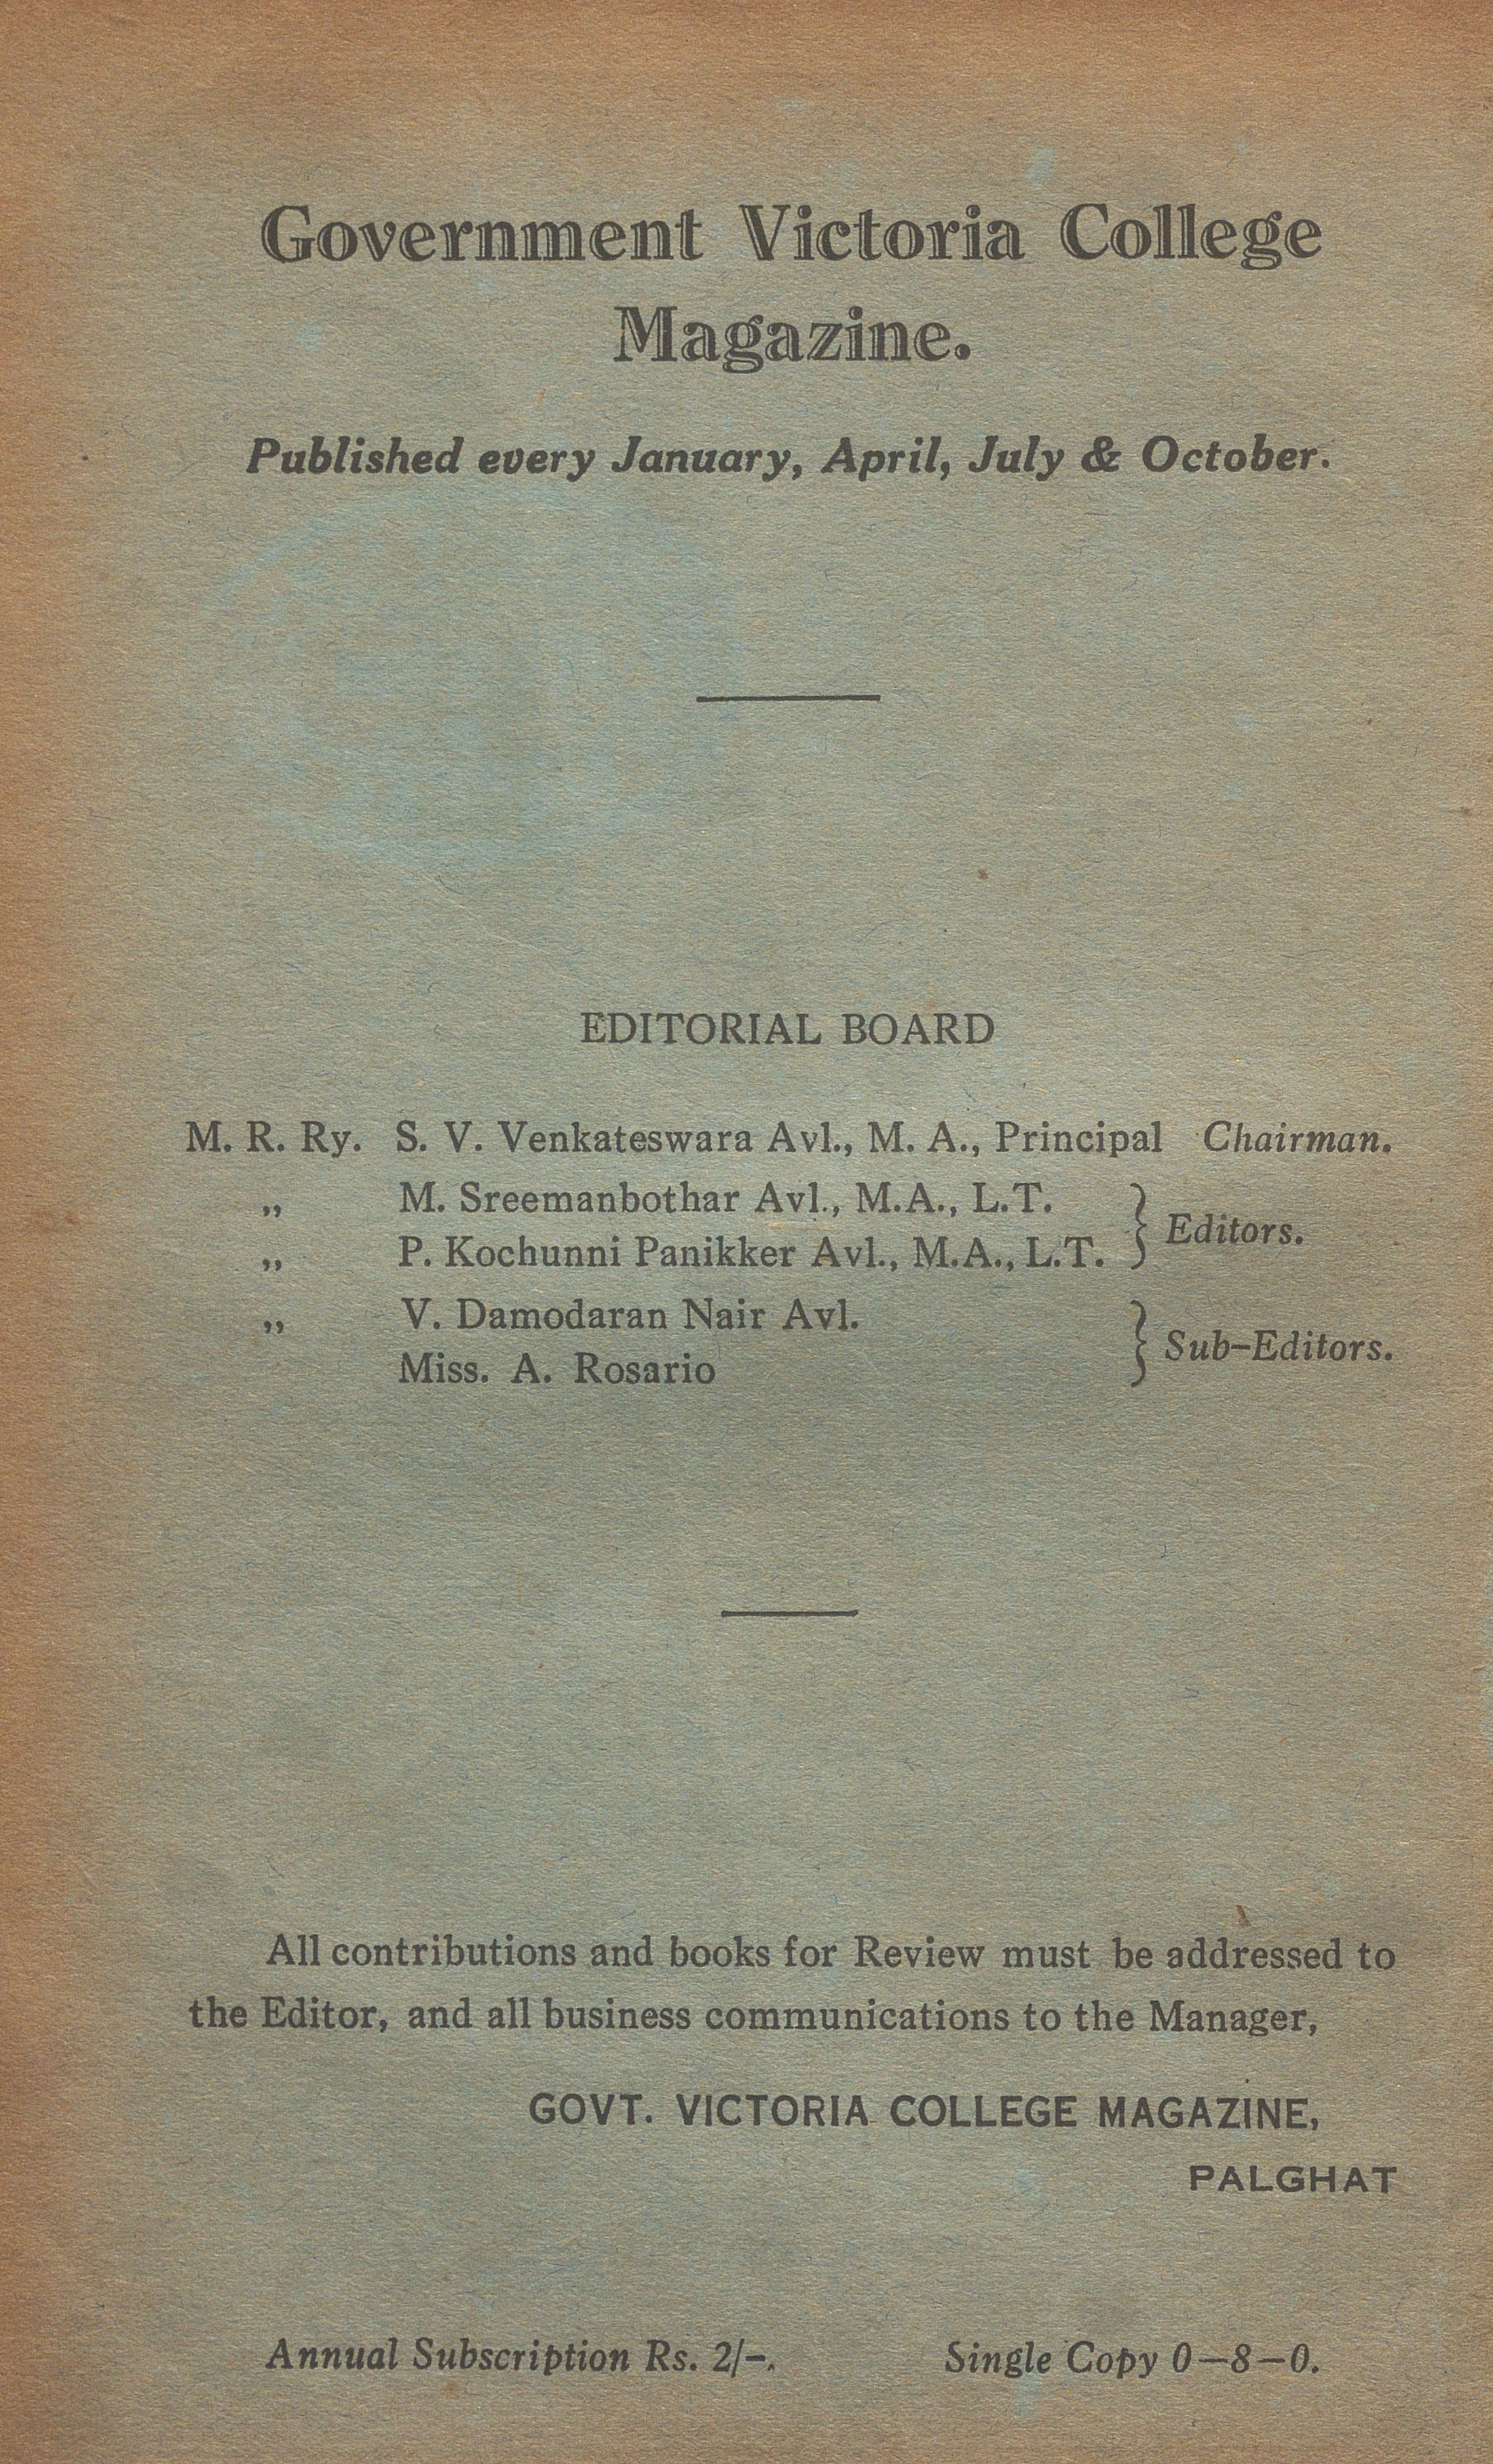 Government Victoria College
Magazine.
Published every January, April, July & October.
EDITORIAL BOARD
M. R. Ry. S. V. Venkateswara Avl., M. A., Principal Chairman.
„ M. Sreemanbothar Avl., M.A., L.T.
„ P. Kochunni Panikker Avl., M.A., L.T. } Editors.
„ V. Damodaran Nair Avl.
Miss. A. Rosario } Sub-Editors.
All contributions and books for Review must be addressed to
the Editor, and all business communications to the Manager,
GOVT. VICTORIA COLLEGE MAGAZINE,
PALGHAT
Annual Subscription Rs. 2/-. Single Copy 0-8-0.